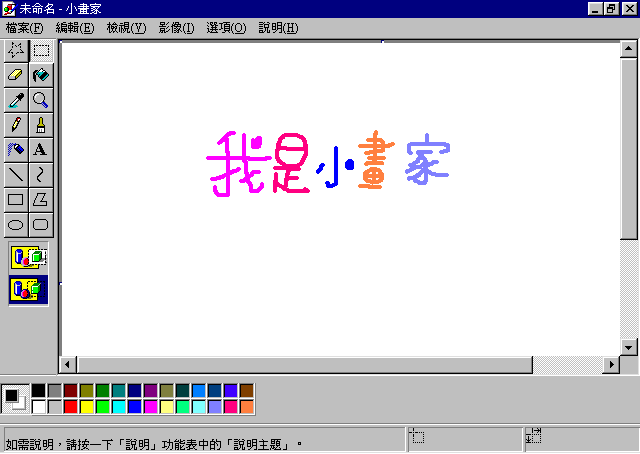 未命名 - 小畫家
檔案(F) 編輯(E) 檢視(V) 影像(I) 選項(O) 說明(H)
A
我是小畫家
如需說明，請按一下「說明」功能表中的「說明主題」。